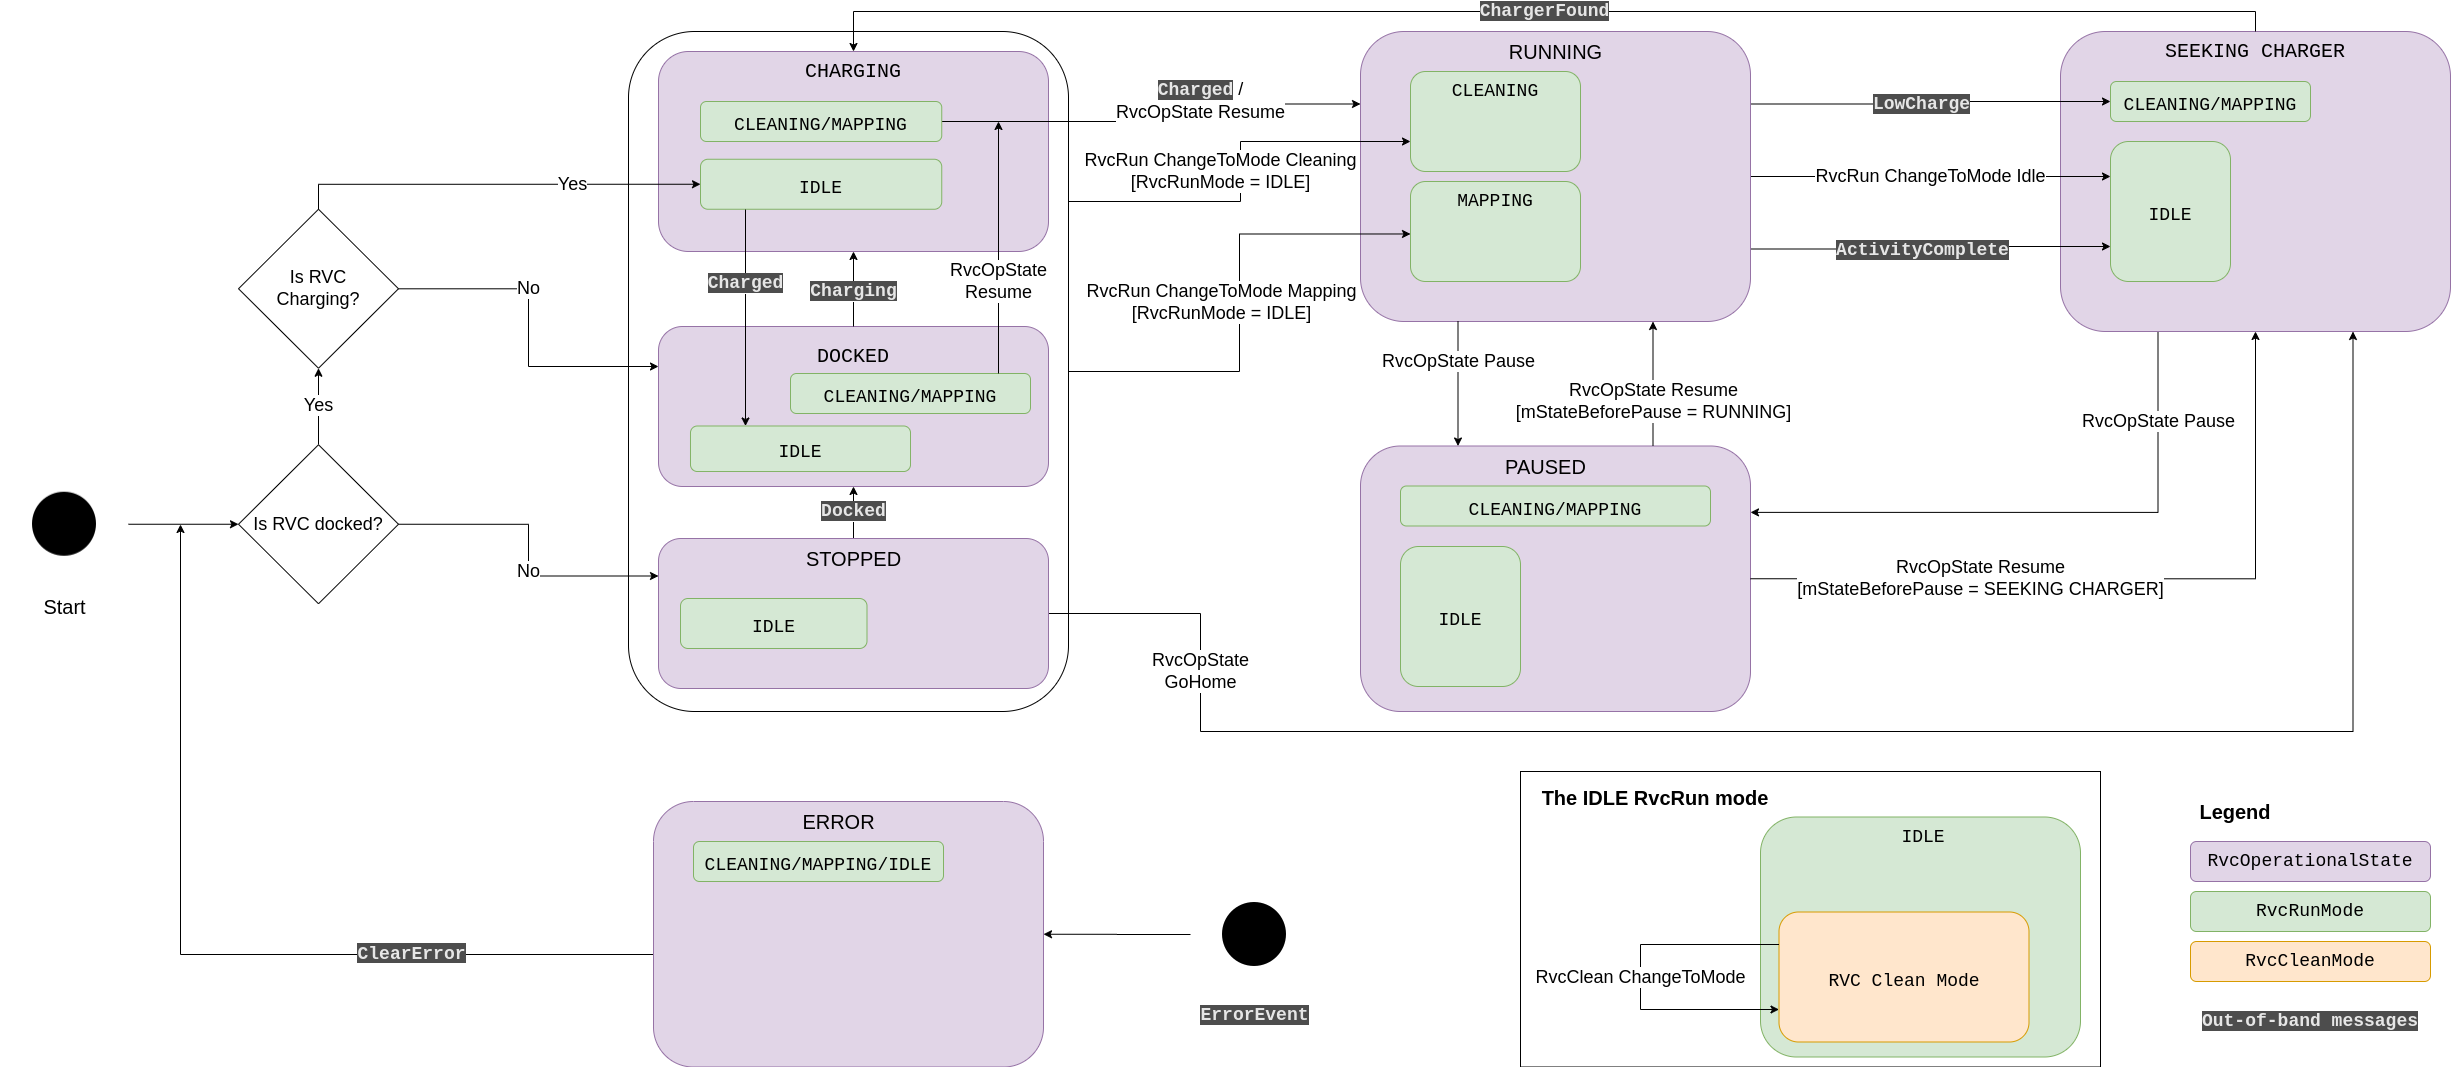 ChargerFound
CHARGING
CLEANING/MAPPING
IDLE
Charged /
RvcOpState Resume
RUNNING
CLEANING
MAPPING
SEEKING CHARGER
CLEANING/MAPPING
IDLE
LowCharge
RvcRun ChangeToMode Idle
ActivityComplete
RvcRun ChangeToMode Cleaning
[RvcRunMode = IDLE]
RvcRun ChangeToMode Mapping
[RvcRunMode = IDLE]
Yes
Is RVC
Charging?
No
Yes
Charged
Charging
RvcOpState
Resume
DOCKED
CLEANING/MAPPING
IDLE
RvcOpState Pause
RvcOpState Resume
[mStateBeforePause = RUNNING]
RvcOpState Pause
Start
Is RVC docked?
No
Docked
STOPPED
IDLE
PAUSED
CLEANING/MAPPING
IDLE
RvcOpState Resume
[mStateBeforePause = SEEKING CHARGER]
RvcOpState
GoHome
ERROR
CLEANING/MAPPING/IDLE
ClearError
ErrorEvent
The IDLE RvcRun mode
IDLE
RvcClean ChangeToMode
RVC Clean Mode
Legend
RvcOperationalState
RvcRunMode
RvcCleanMode
Out-of-band messages